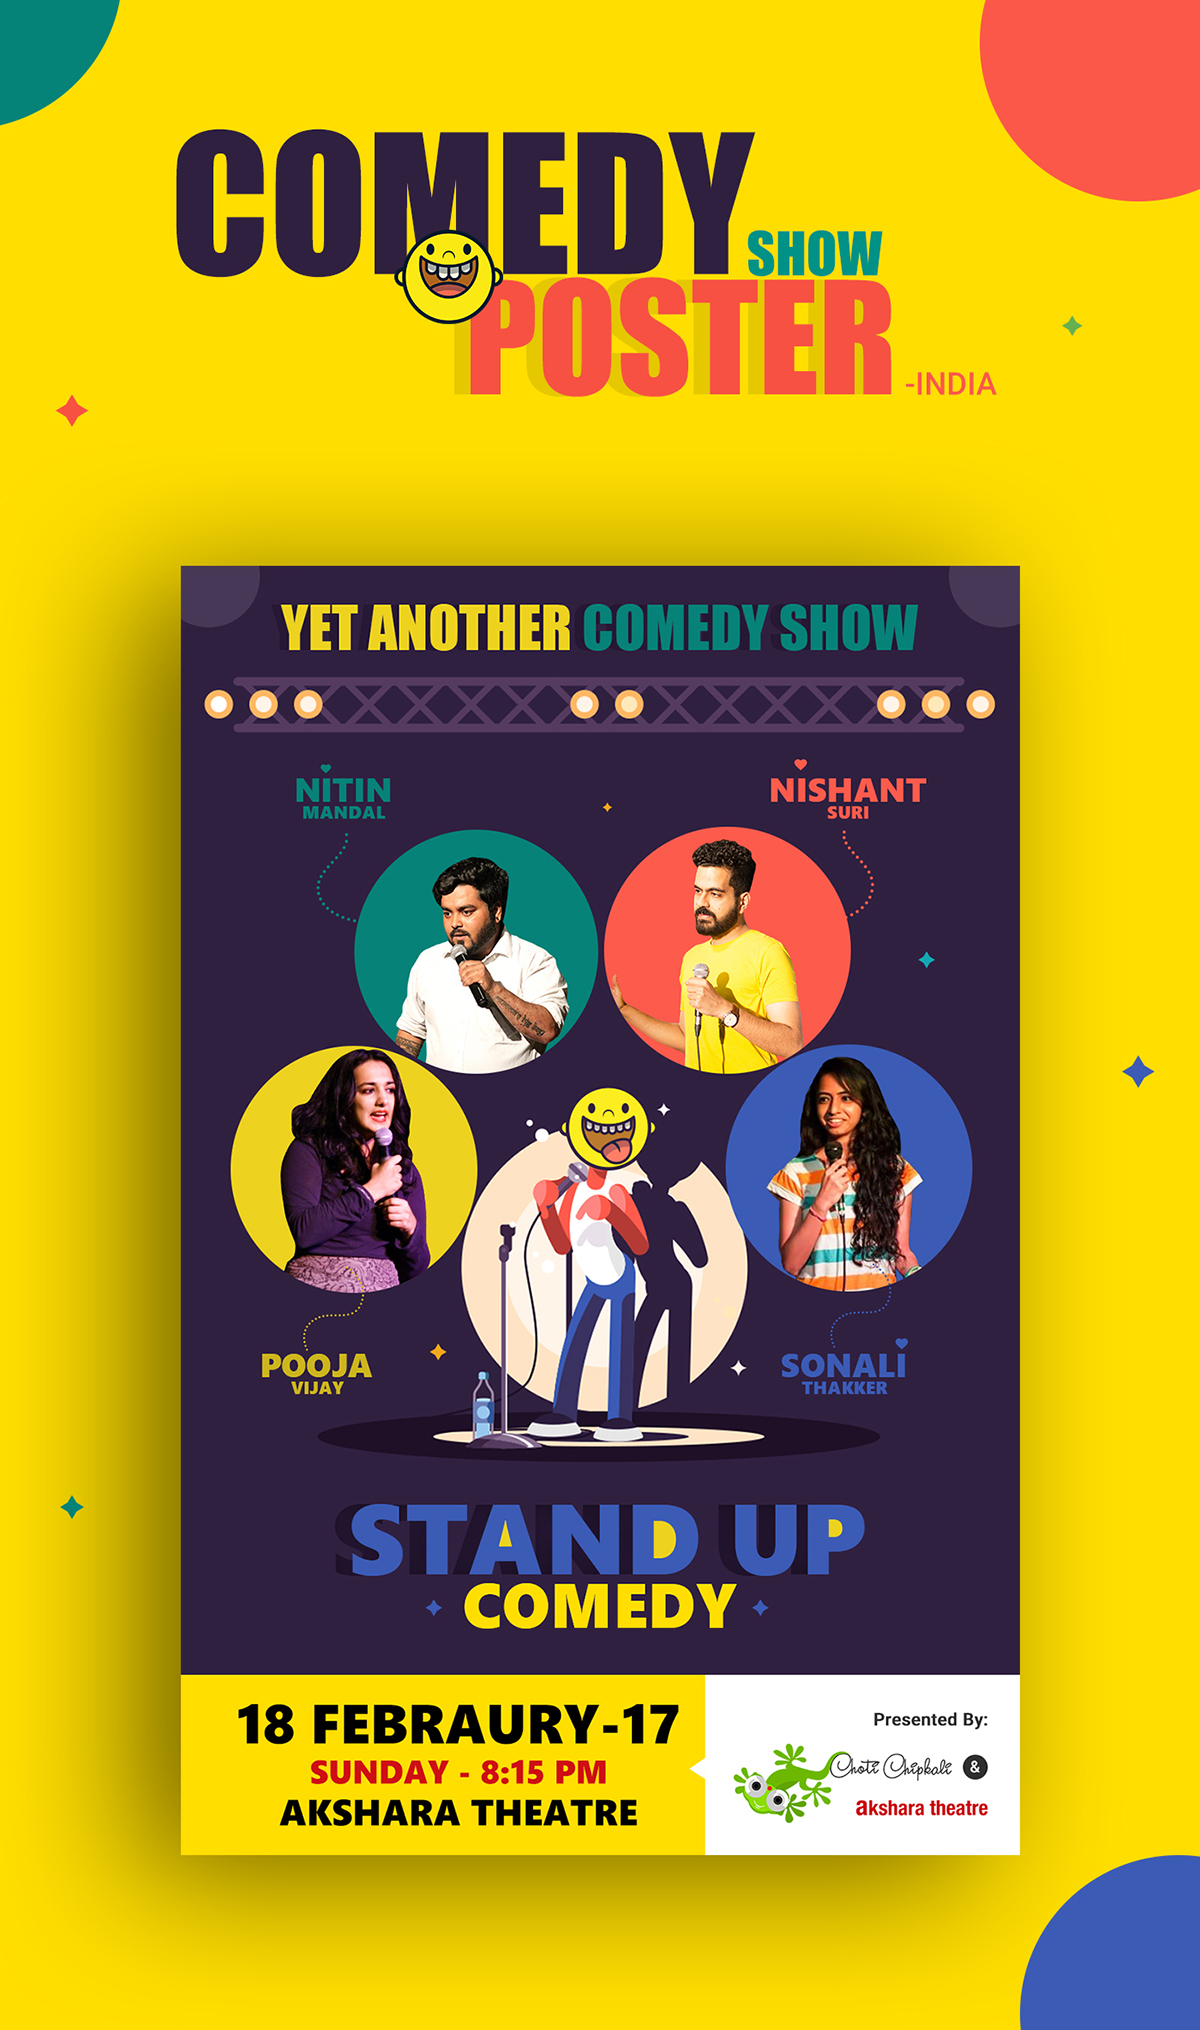 COMEDY
SHOW
POSTER
-INDIA
YET ANOTHER COMEDY SHOW
NITIN
MANDAL
NISHANT
SURI
POOJA
VIJAY
SONALI
THAKKER
STAND UP
COMEDY
18 FEBRAURY-17
SUNDAY - 8:15 PM
AKSHARA THEATRE
Presented By:
Choti Chipkali &
akshara theatre